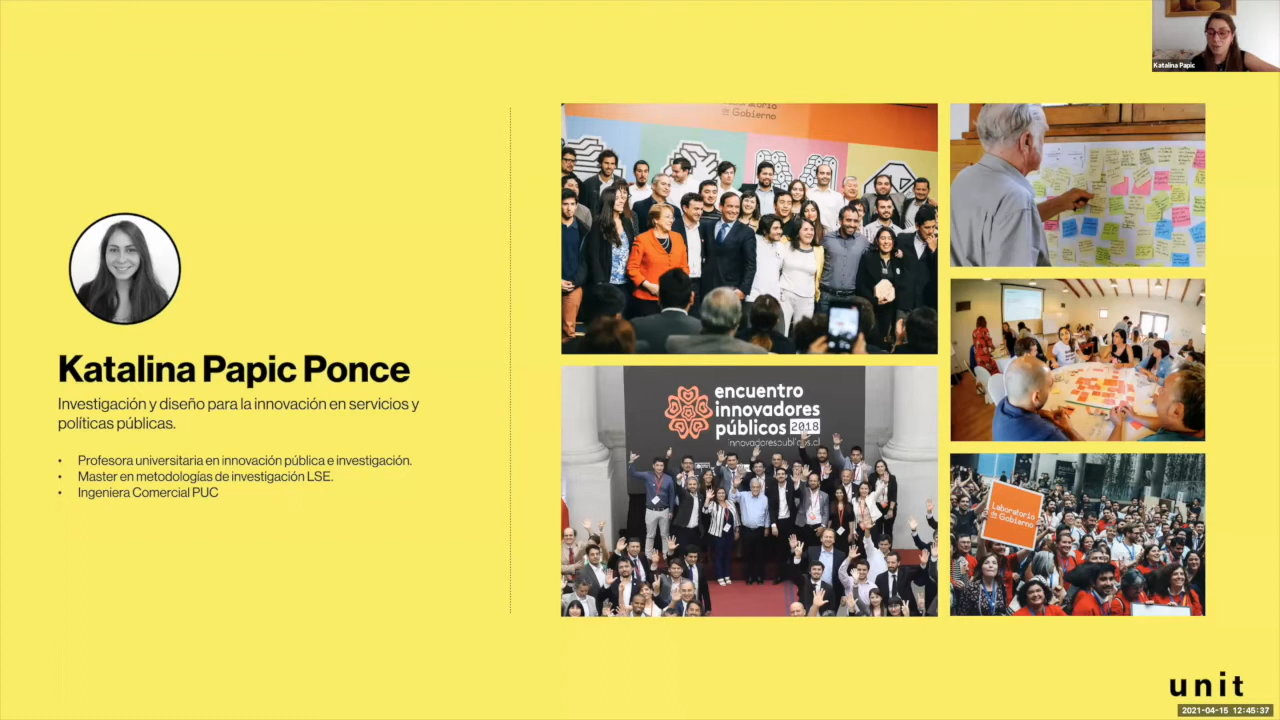 Katalina Papic
Laboratorio
de Gobierno
encuentro
innovadores
públicos 2018
innovadorespublicos.cl
Laboratorio
de Gobierno
Katalina Papic Ponce
Investigación y diseño para la innovación en servicios y
políticas públicas.
• Profesora universitaria en innovación pública e investigación.
• Master en metodologías de investigación LSE.
• Ingeniera Comercial PUC
unit
2021-04-15 12:45:37